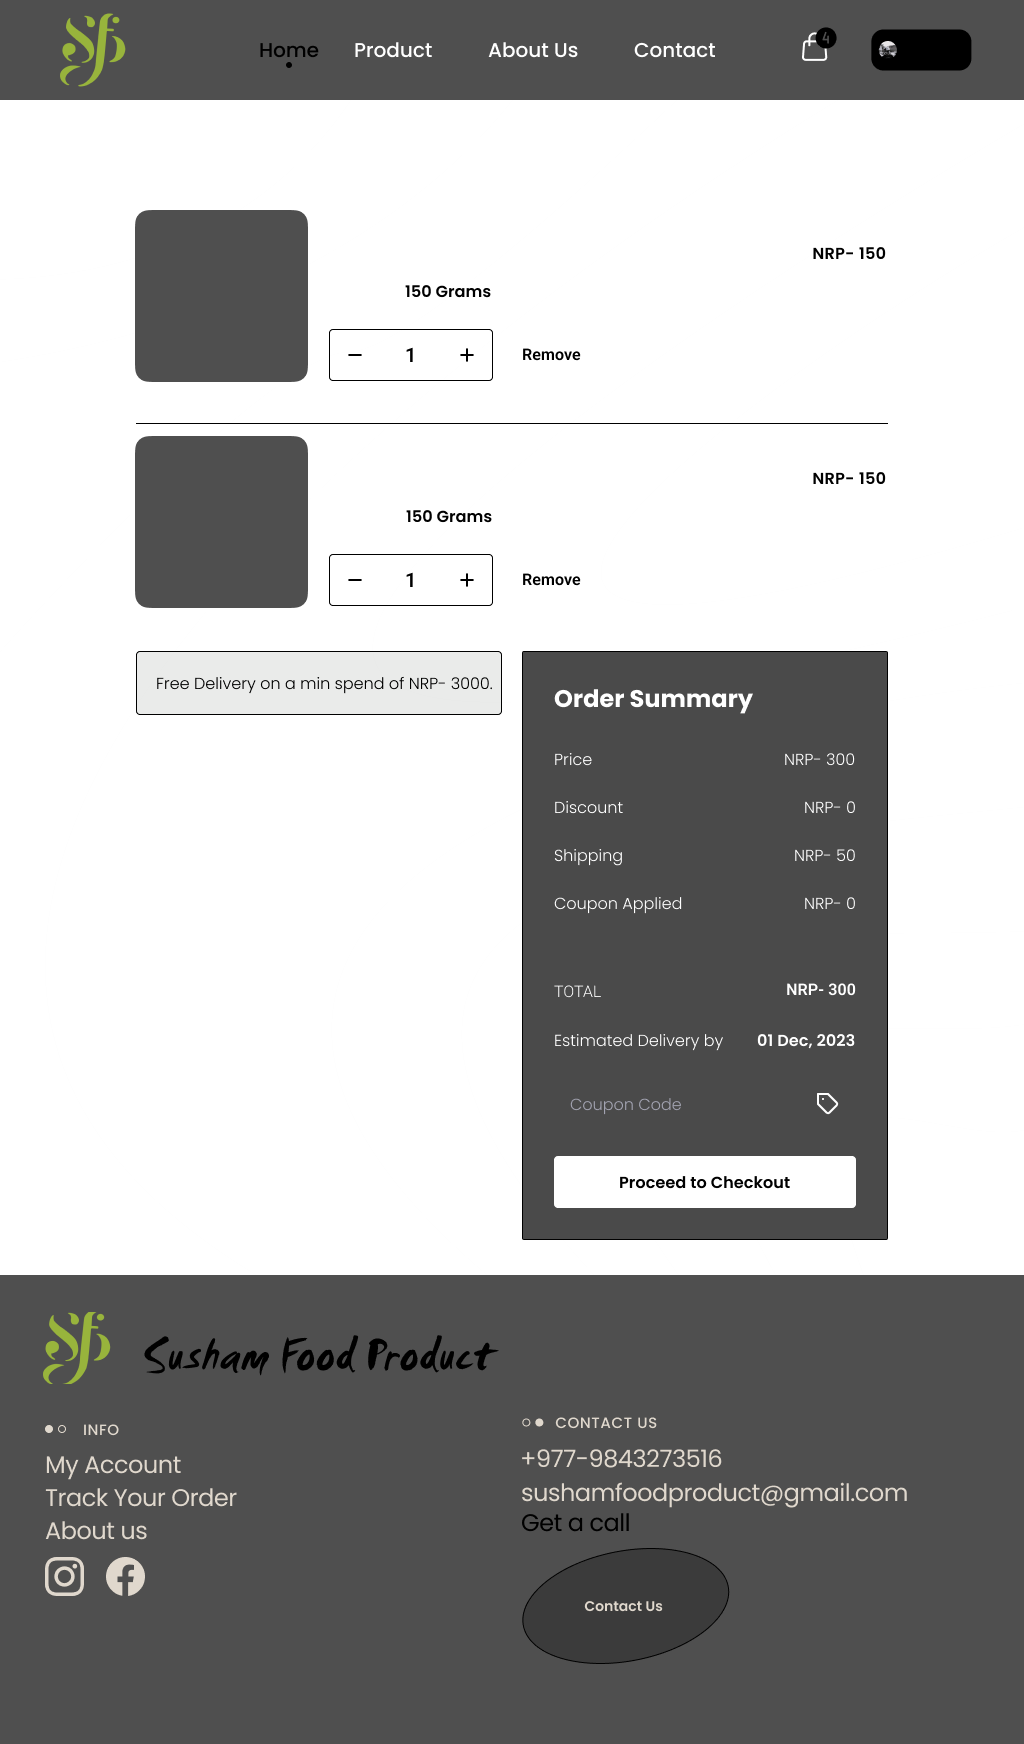 Home Product About Us Contact 4
NRP- 150
150 Grams
1 Remove
NRP- 150
150 Grams
1 Remove
Free Delivery on a min spend of NRP- 3000.
Order Summary
Price NRP- 300
Discount NRP- 0
Shipping NRP- 50
Coupon Applied NRP- 0
TOTAL NRP- 300
Estimated Delivery by 01 Dec, 2023
Coupon Code
Proceed to Checkout
Susham Food Product
INFO
My Account
Track Your Order
About us
CONTACT US
+977-9843273516
sushamfoodproduct@gmail.com
Get a call
Contact Us